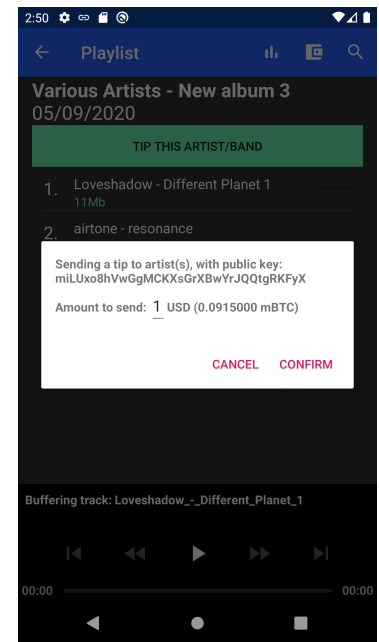 2:50
Playlist
Various Artists - New album 3
05/09/2020
TIP THIS ARTIST/BAND
1. Loveshadow - Different Planet 1
11Mb
2. airtone - resonance
Sending a tip to artist(s), with public key:
miLUxo8hVwGgMCKXsGrXBwYrJQQtgRKFyX
Amount to send: 1 USD (0.0915000 mBTC)
CANCEL CONFIRM
Buffering track: Loveshadow_-_Different_Planet_1
00:00 00:00